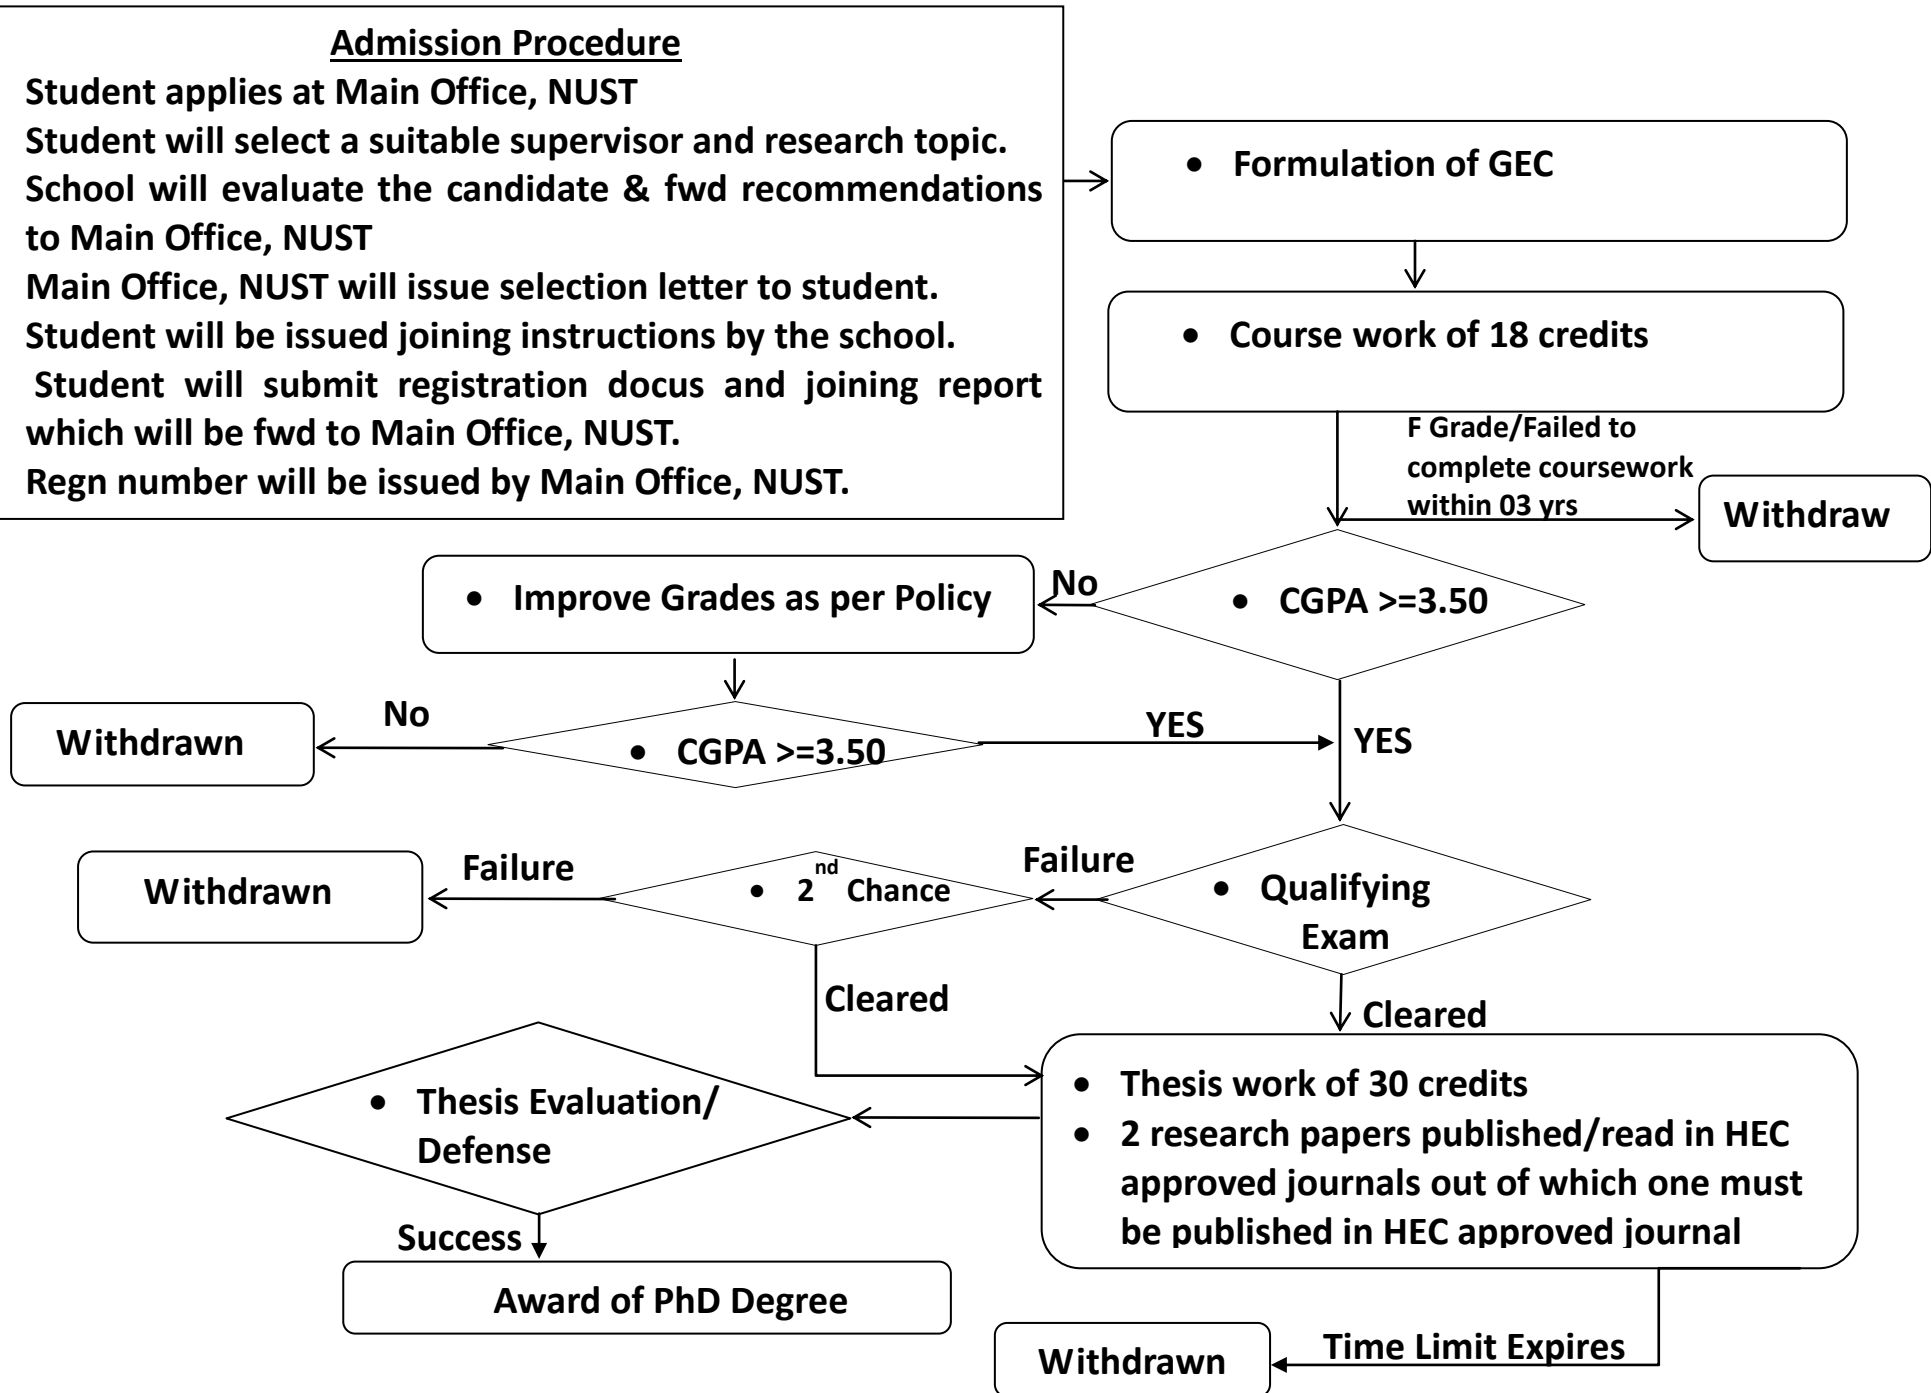 Admission Procedure
Student applies at Main Office, NUST
Student will select a suitable supervisor and research topic.
School will evaluate the candidate & fwd recommendations
to Main Office, NUST
Main Office, NUST will issue selection letter to student.
Student will be issued joining instructions by the school.
Student will submit registration docus and joining report
which will be fwd to Main Office, NUST.
Regn number will be issued by Main Office, NUST.
• Formulation of GEC
• Course work of 18 credits
F Grade/Failed to
complete coursework
within 03 yrs
Withdraw
• CGPA >=3.50
No
• Improve Grades as per Policy
• CGPA >=3.50
No
Withdrawn
YES
YES
• Qualifying
Exam
Failure
• 2nd Chance
Failure
Withdrawn
Cleared
Cleared
• Thesis work of 30 credits
• 2 research papers published/read in HEC
approved journals out of which one must
be published in HEC approved journal
• Thesis Evaluation/
Defense
Success
Award of PhD Degree
Time Limit Expires
Withdrawn